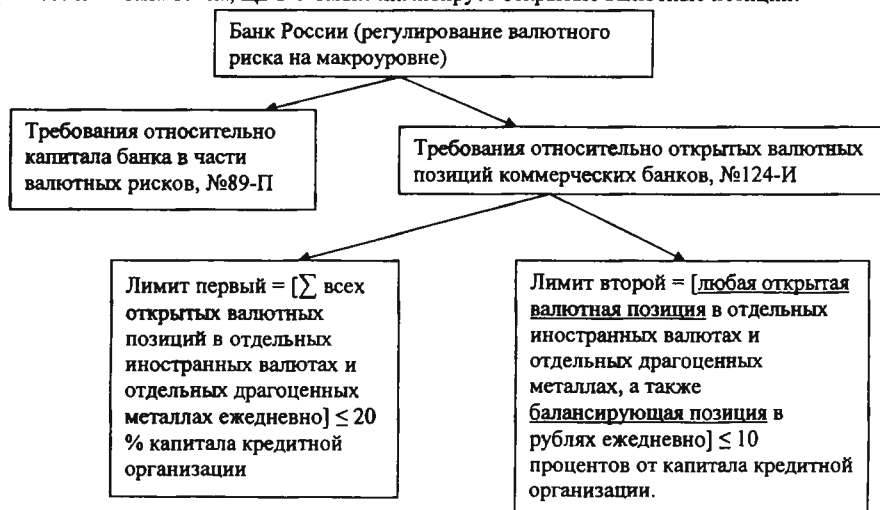 открытые валютные позиции.
Банк России (регулирование валютного
риска на макроуровне)
Требования относительно
капитала банка в части
валютных рисков, №89-П
Требования относительно открытых валютных
позиций коммерческих банков, №124-И
Лимит первый = [∑ всех
открытых валютных
позиций в отдельных
иностранных валютах и
отдельных драгоценных
металлах ежедневно] ≤ 20
% капитала кредитной
организации
Лимит второй = [любая открытая
валютная позиция в отдельных
иностранных валютах и
отдельных драгоценных
металлах, а также
балансирующая позиция в
рублях ежедневно] ≤ 10
процентов от капитала кредитной
организации.